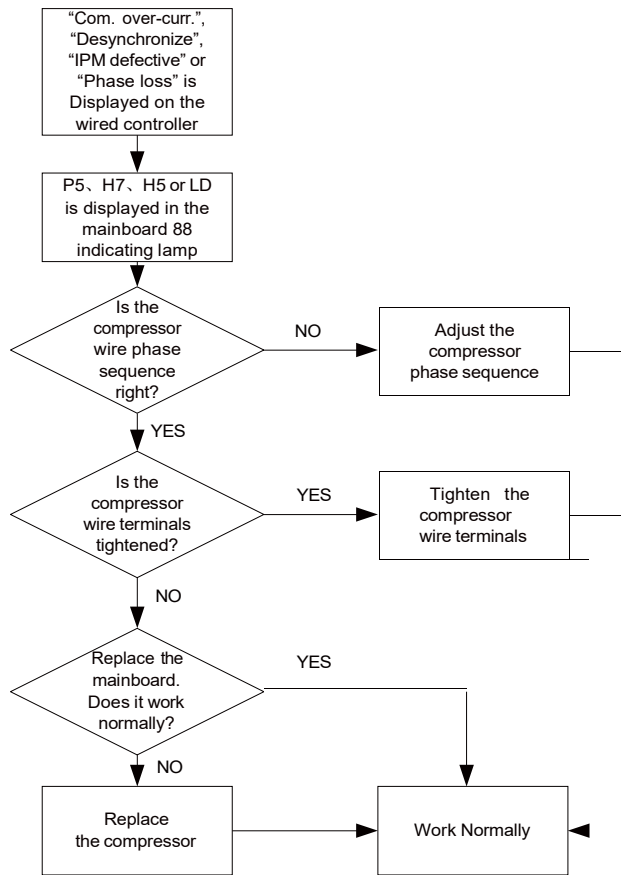 “Com. over-curr.”,
“Desynchronize”,
“IPM defective” or
“Phase loss” is
Displayed on the
wired controller
P5、H7、H5 or LD
is displayed in the
mainboard 88
indicating lamp
Is the
compressor
wire phase
sequence
right?
NO
Adjust the
compressor
phase sequence
YES
Is the
compressor
wire terminals
tightened?
YES
Tighten the
compressor
wire terminals
NO
Replace the
mainboard.
Does it work
normally?
YES
NO
Replace
the compressor
Work Normally